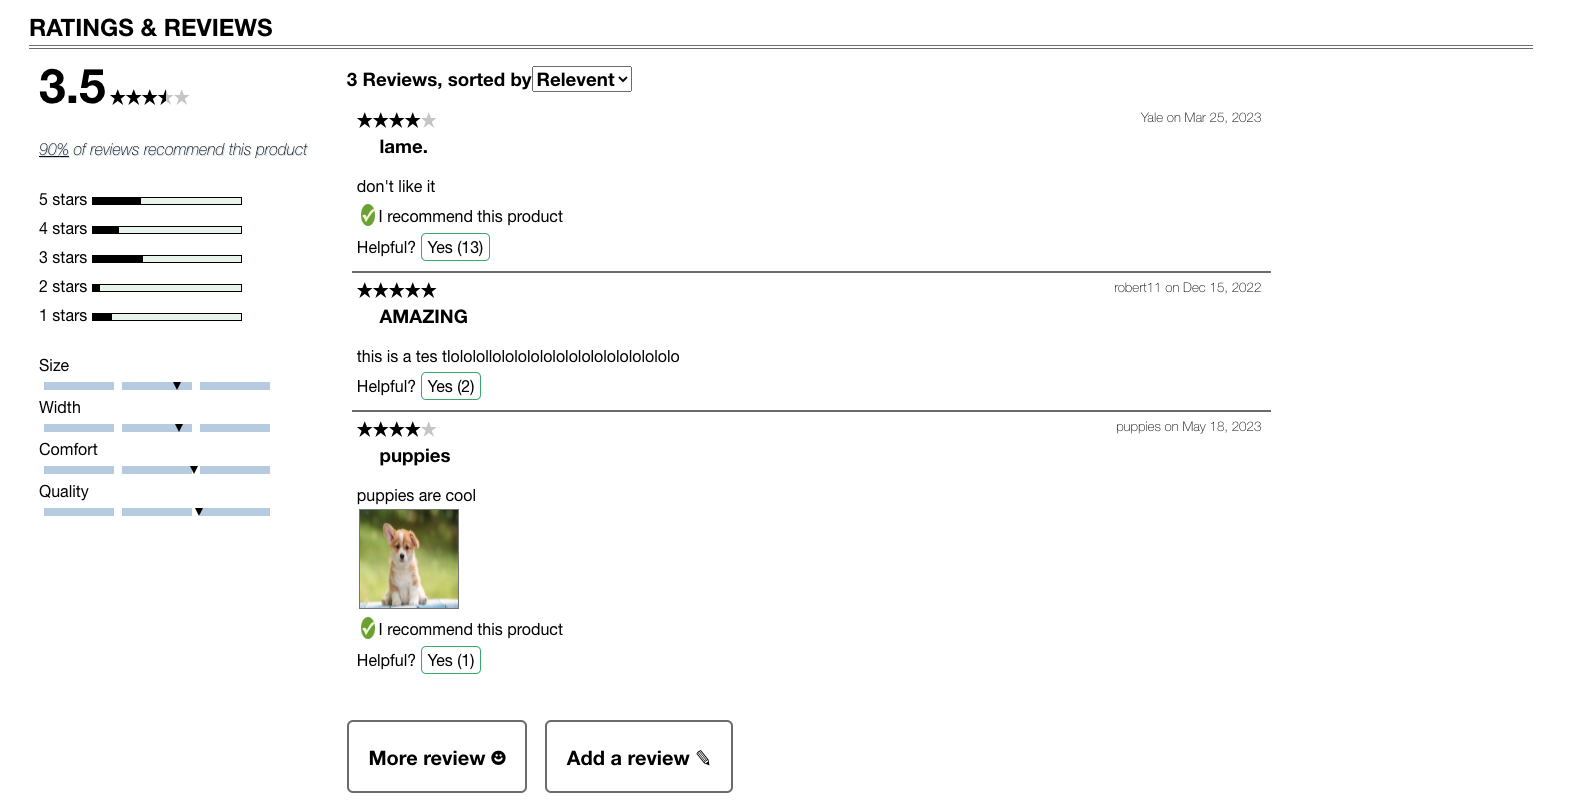 RATINGS & REVIEWS
3.5
90% of reviews recommend this product
5 stars
4 stars
3 stars
2 stars
1 stars
Size
Width
Comfort
Quality
3 Reviews, sorted by Relevent
Yale on Mar 25, 2023
lame.
don't like it
I recommend this product
Helpful? Yes (13)
robert11 on Dec 15, 2022
AMAZING
this is a tes tlolololl​olololololololololololololololo
Helpful? Yes (2)
puppies on May 18, 2023
puppies
puppies are cool
I recommend this product
Helpful? Yes (1)
More review
Add a review